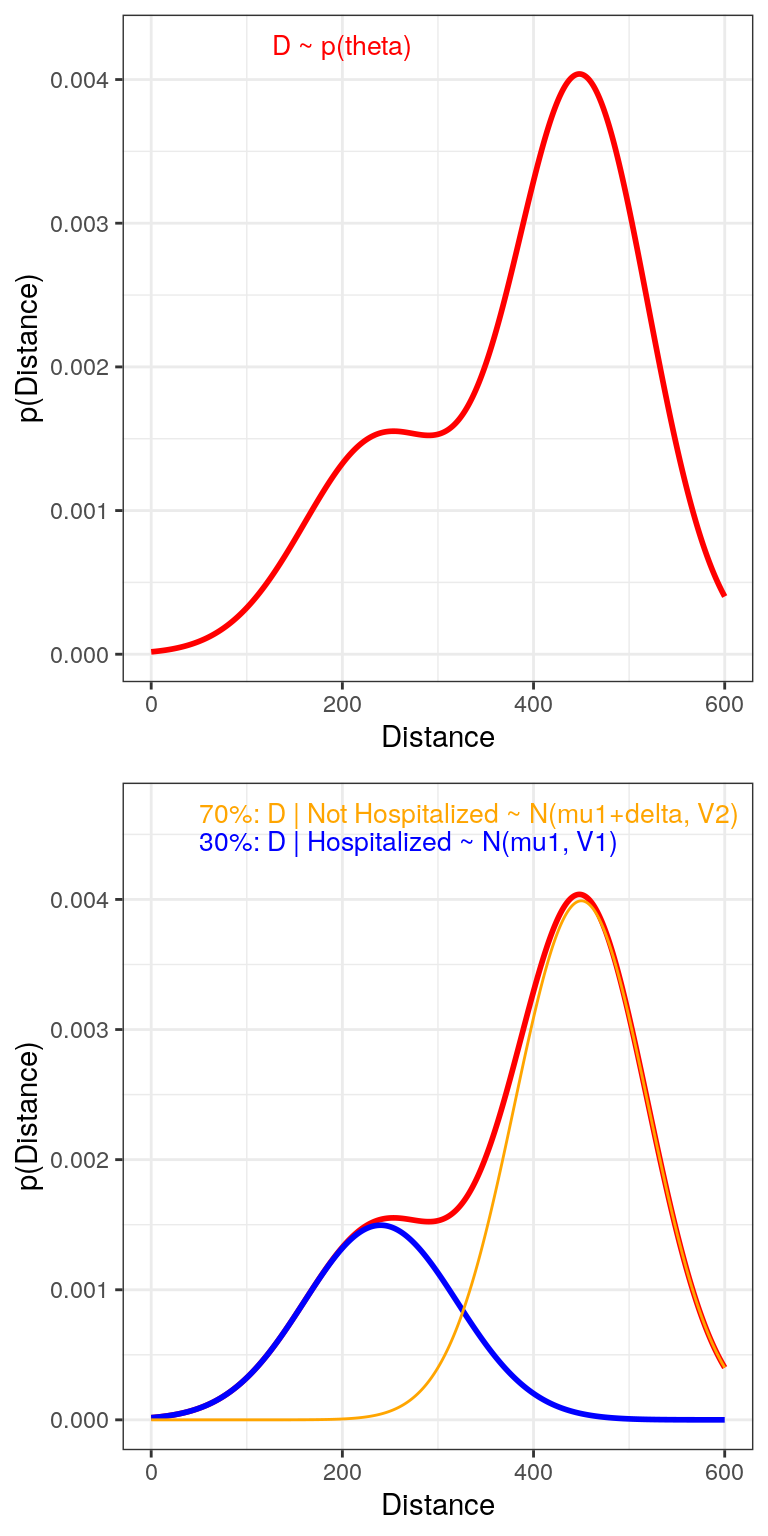 D ~ p(theta)
0.004
0.003
0.002
0.001
0.000
p(Distance)
0 200 400 600
Distance
70%: D | Not Hospitalized ~ N(mu1+delta, V2)
30%: D | Hospitalized ~ N(mu1, V1)
0.004
0.003
0.002
0.001
0.000
p(Distance)
0 200 400 600
Distance